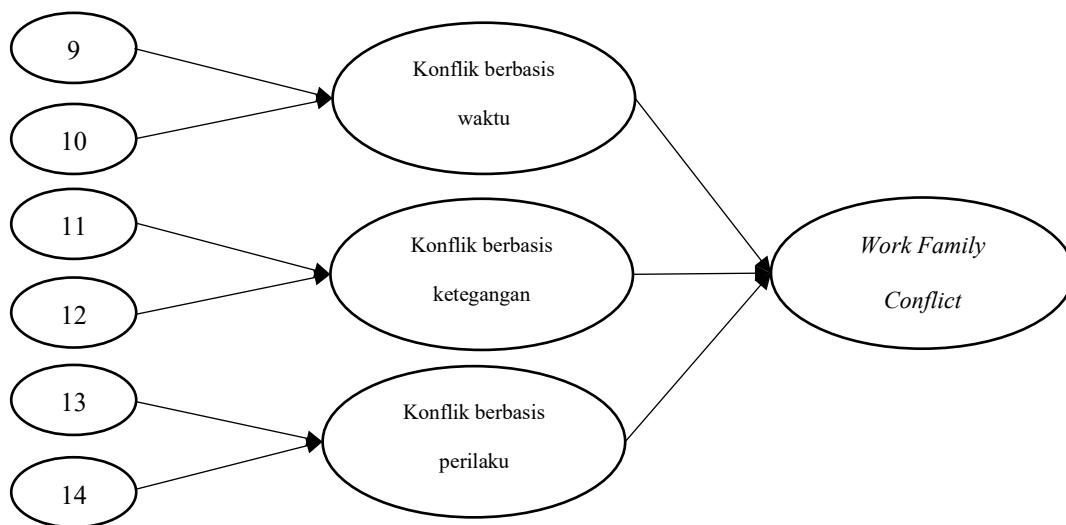 9
10
11
12
13
14
Konflik berbasis
waktu
Konflik berbasis
ketegangan
Konflik berbasis
perilaku
Work Family
Conflict